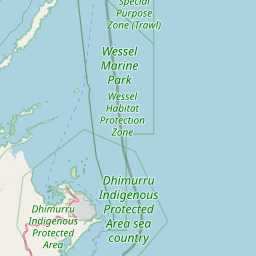 Special
Purpose
Zone (Trawl)
Wessel
Marine
Park
Wessel
Habitat
Protection
Zone
Dhimurru
Indigenous
Protected
Area sea
country
Dhimurru
Indigenous
Protected
Area